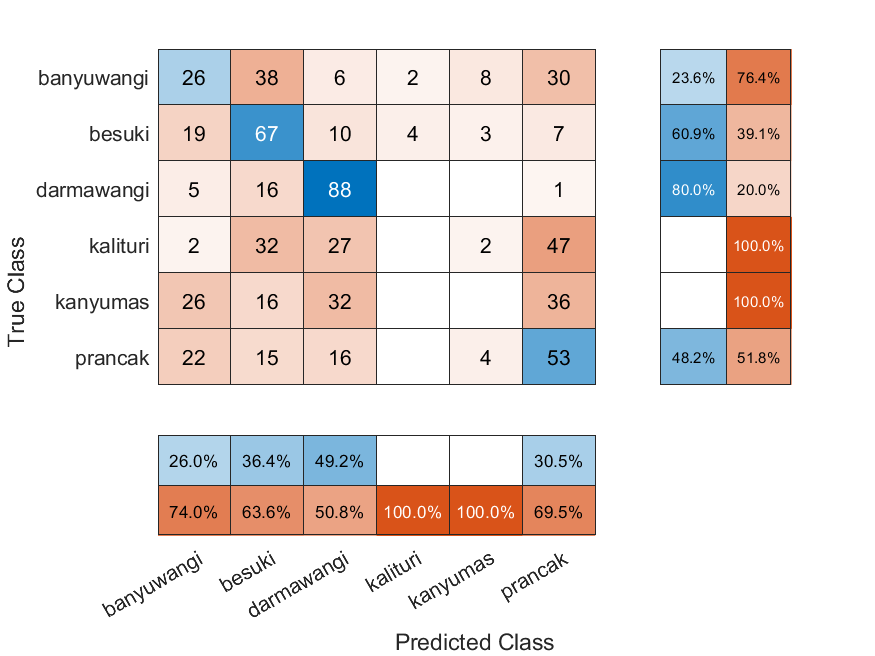 banyuwangi 26 38 6 2 8 30 23.6% 76.4%
besuki 19 67 10 4 3 7 60.9% 39.1%
darmawangi 5 16 88 1 80.0% 20.0%
kalituri 2 32 27 2 47 100.0%
kanyumas 26 16 32 36 100.0%
prancak 22 15 16 4 53 48.2% 51.8%
True Class
26.0% 36.4% 49.2% 30.5%
74.0% 63.6% 50.8% 100.0% 100.0% 69.5%
banyuwangi besuki darmawangi kalituri kanyumas prancak
Predicted Class